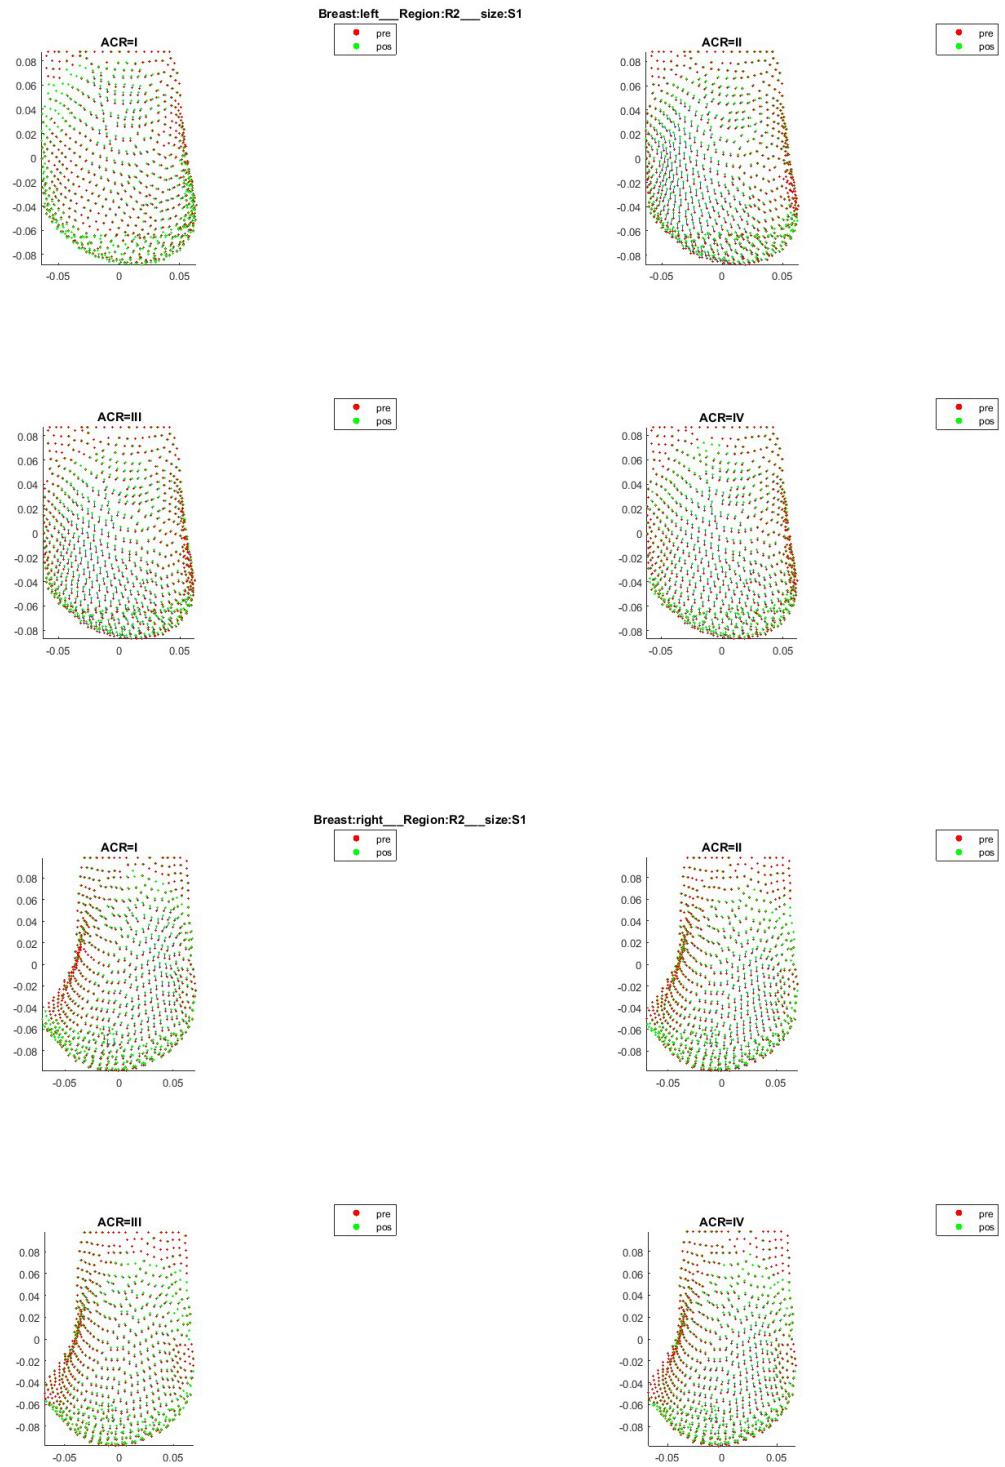 Breast:left___Region:R2___size:S1
ACR=I
pre
pos
0.08
0.06
0.04
0.02
0
-0.02
-0.04
-0.06
-0.08
-0.05 0 0.05
ACR=II
pre
pos
0.08
0.06
0.04
0.02
0
-0.02
-0.04
-0.06
-0.08
-0.05 0 0.05
ACR=III
pre
pos
0.08
0.06
0.04
0.02
0
-0.02
-0.04
-0.06
-0.08
-0.05 0 0.05
ACR=IV
pre
pos
0.08
0.06
0.04
0.02
0
-0.02
-0.04
-0.06
-0.08
-0.05 0 0.05
Breast:right___Region:R2___size:S1
ACR=I
pre
pos
0.08
0.06
0.04
0.02
0
-0.02
-0.04
-0.06
-0.08
-0.05 0 0.05
ACR=II
pre
pos
0.08
0.06
0.04
0.02
0
-0.02
-0.04
-0.06
-0.08
-0.05 0 0.05
ACR=III
pre
pos
0.08
0.06
0.04
0.02
0
-0.02
-0.04
-0.06
-0.08
-0.05 0 0.05
ACR=IV
pre
pos
0.08
0.06
0.04
0.02
0
-0.02
-0.04
-0.06
-0.08
-0.05 0 0.05